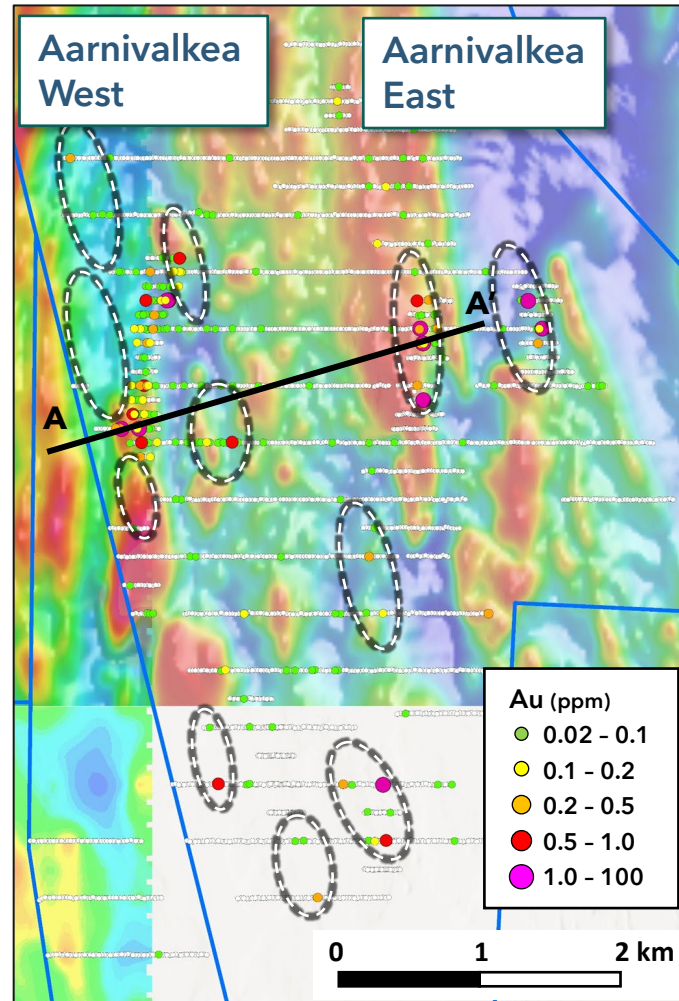 Aarnivalkea
West
Aarnivalkea
East
A'
A
Au (ppm)
0.02 – 0.1
0.1 – 0.2
0.2 – 0.5
0.5 – 1.0
1.0 – 100
0 1 2 km